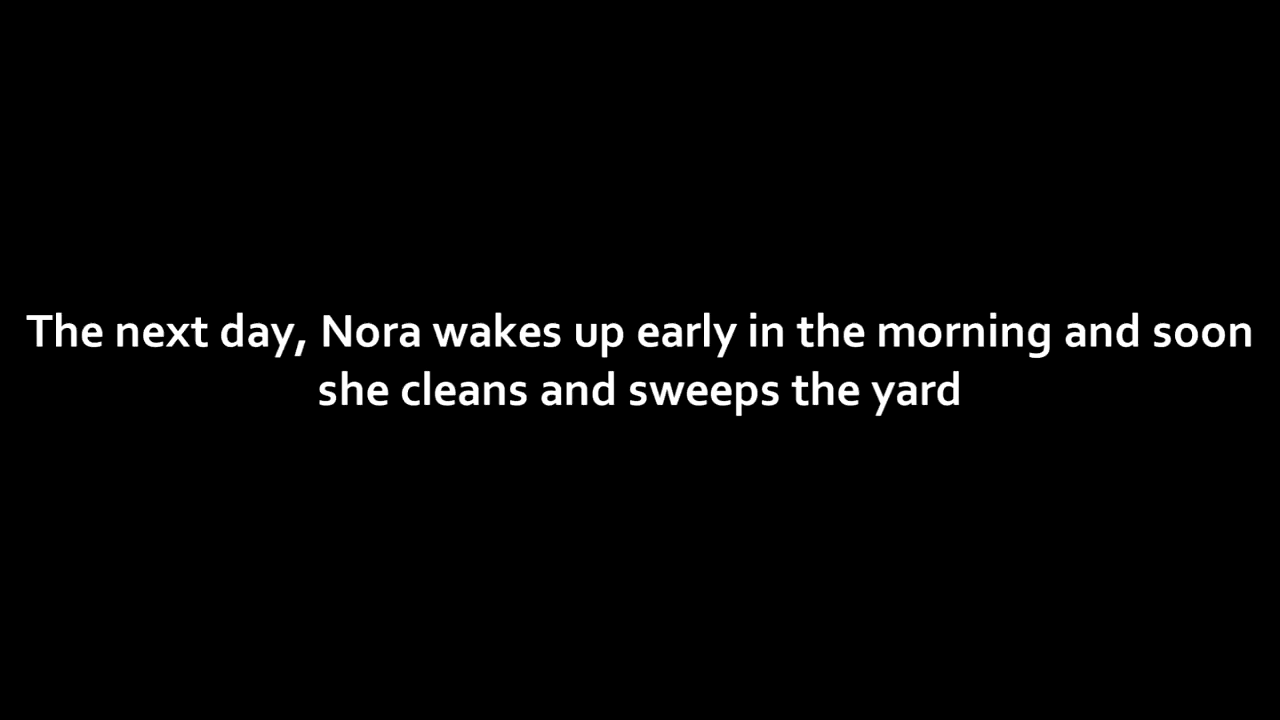 The next day, Nora wakes up early in the morning and soon
she cleans and sweeps the yard